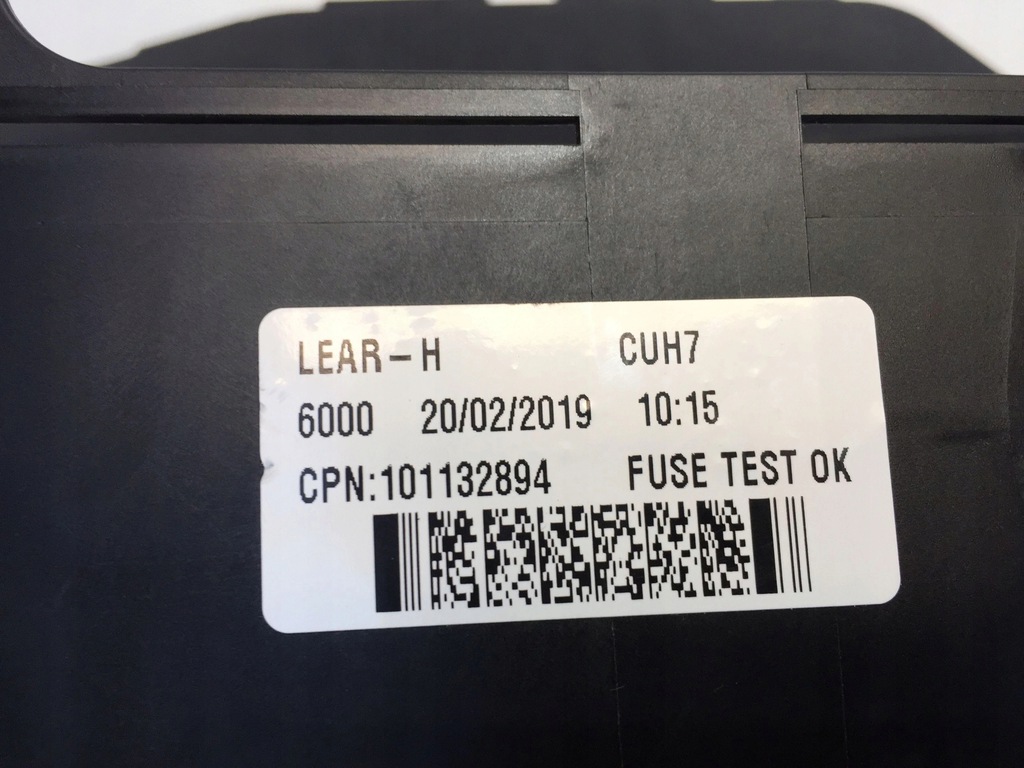 LEAR-H CUH7
6000 20/02/2019 10:15
CPN:101132894 FUSE TEST OK